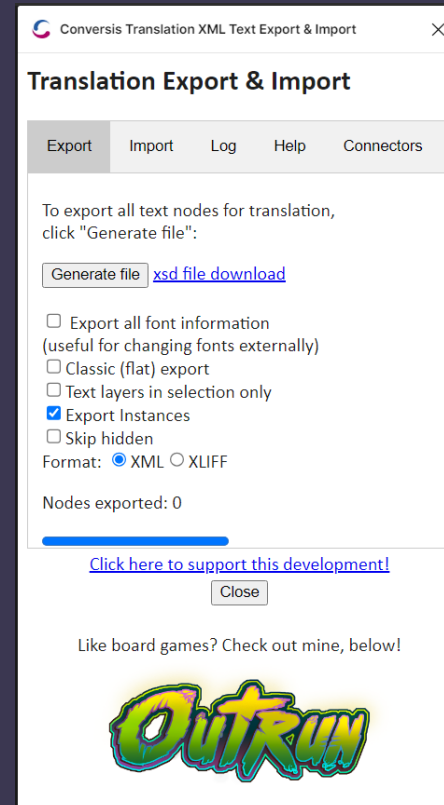 Conversis Translation XML Text Export & Import
Translation Export & Import
Export Import Log Help Connectors
To export all text nodes for translation,
click "Generate file":
Generate file xsd file download
Export all font information
(useful for changing fonts externally)
Classic (flat) export
Text layers in selection only
Export Instances
Skip hidden
Format: XML XLIFF
Nodes exported: 0
Click here to support this development!
Close
Like board games? Check out mine, below!
OUTRUN